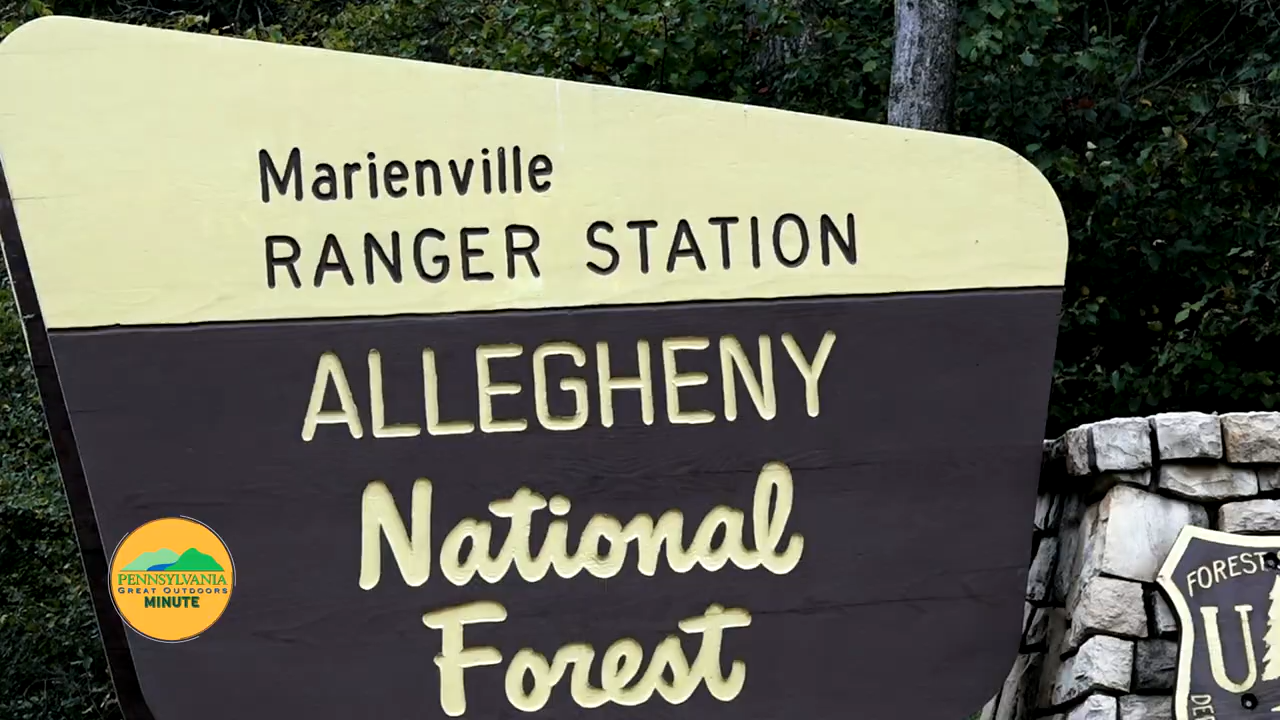 Marienville
RANGER STATION
ALLEGHENY
National
Forest
PENNSYLVANIA
GREAT OUTDOORS
MINUTE
FOREST
U